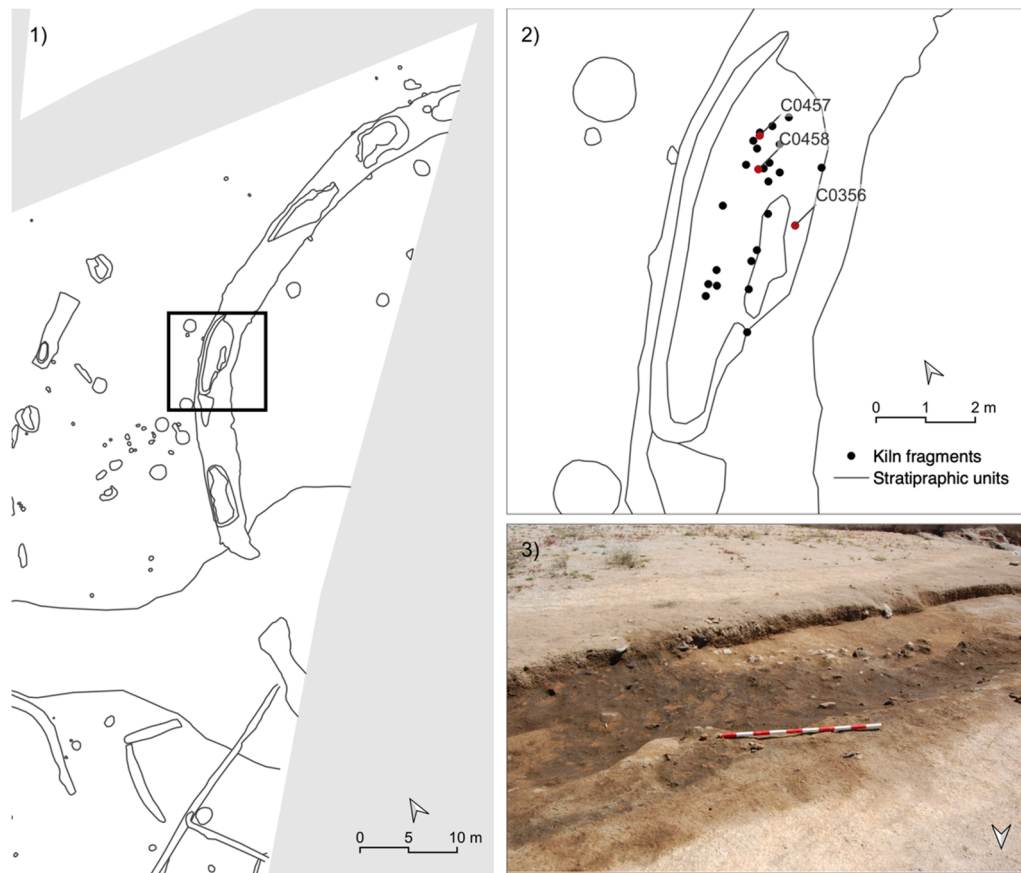 1)
0 5 10 m
2)
C0457
C0458
C0356
0 1 2 m
Kiln fragments
Stratipraphic units
3)